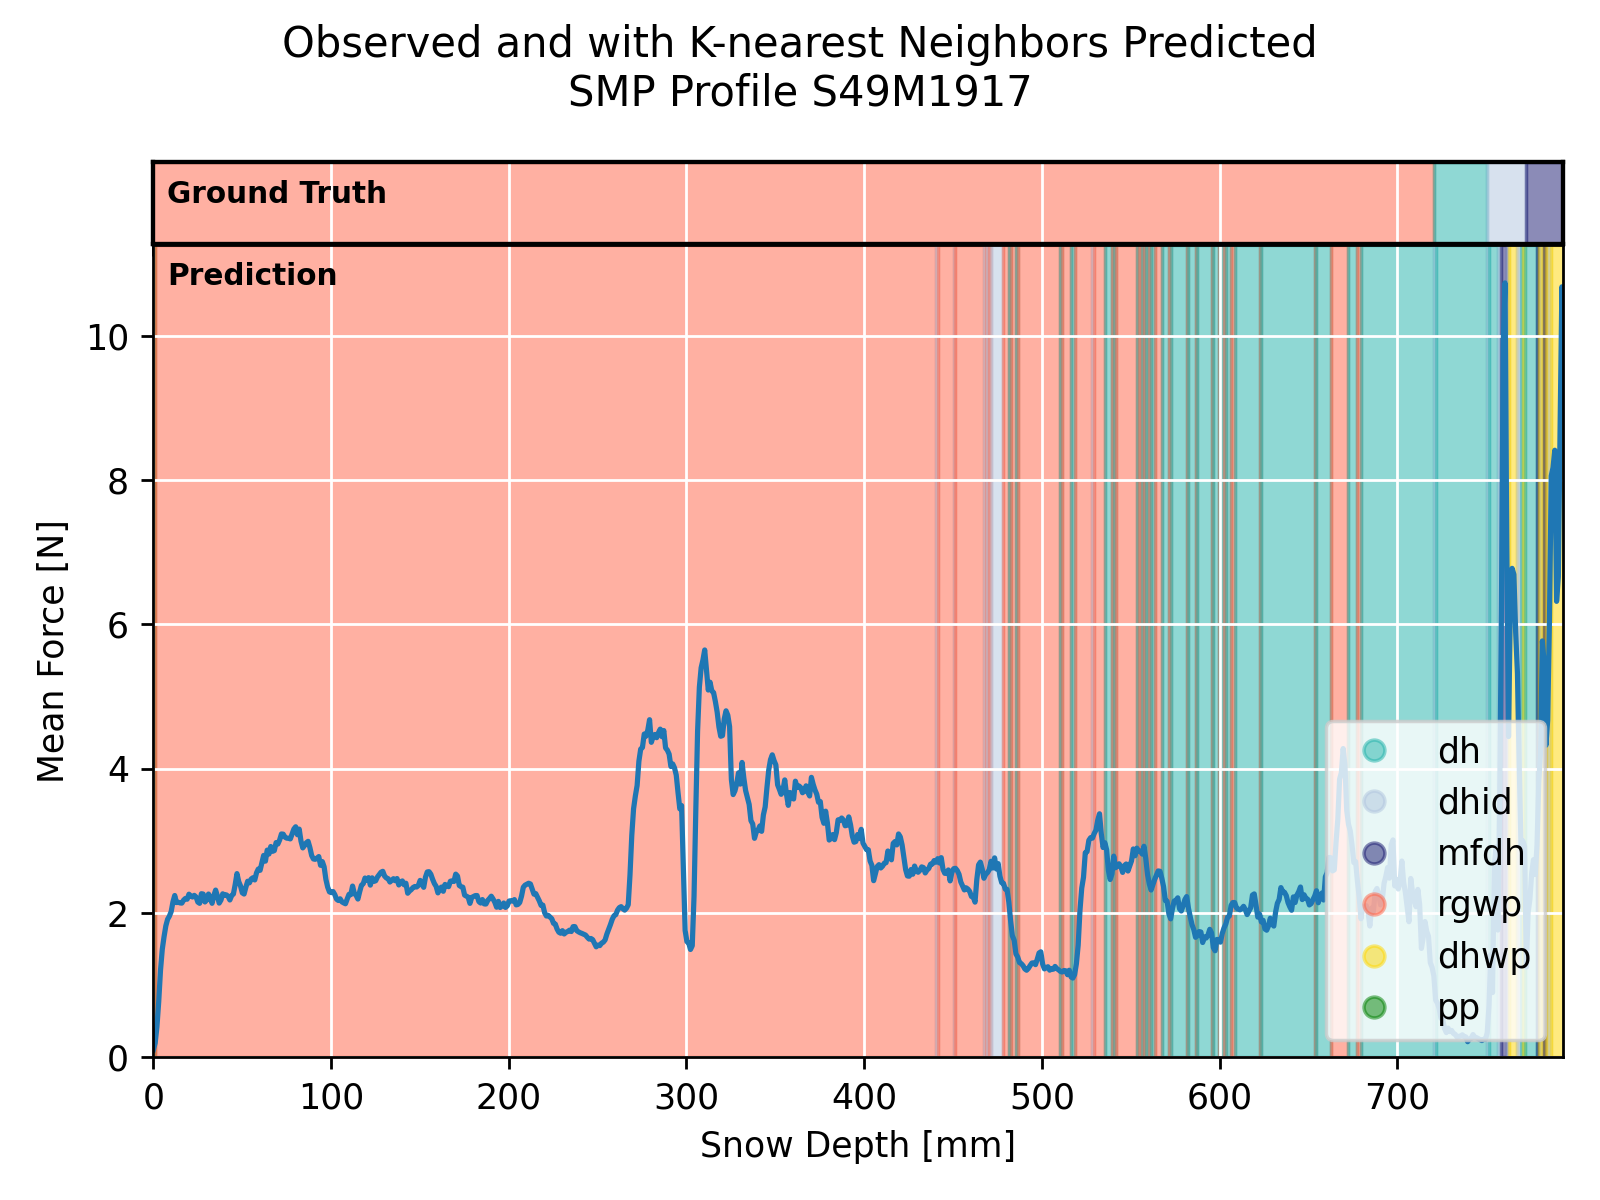 Observed and with K-nearest Neighbors Predicted
SMP Profile S49M1917
Ground Truth
Prediction
10
8
6
4
2
0
Mean Force [N]
dh
dhid
mfdh
rgwp
dhwp
pp
0 100 200 300 400 500 600 700
Snow Depth [mm]